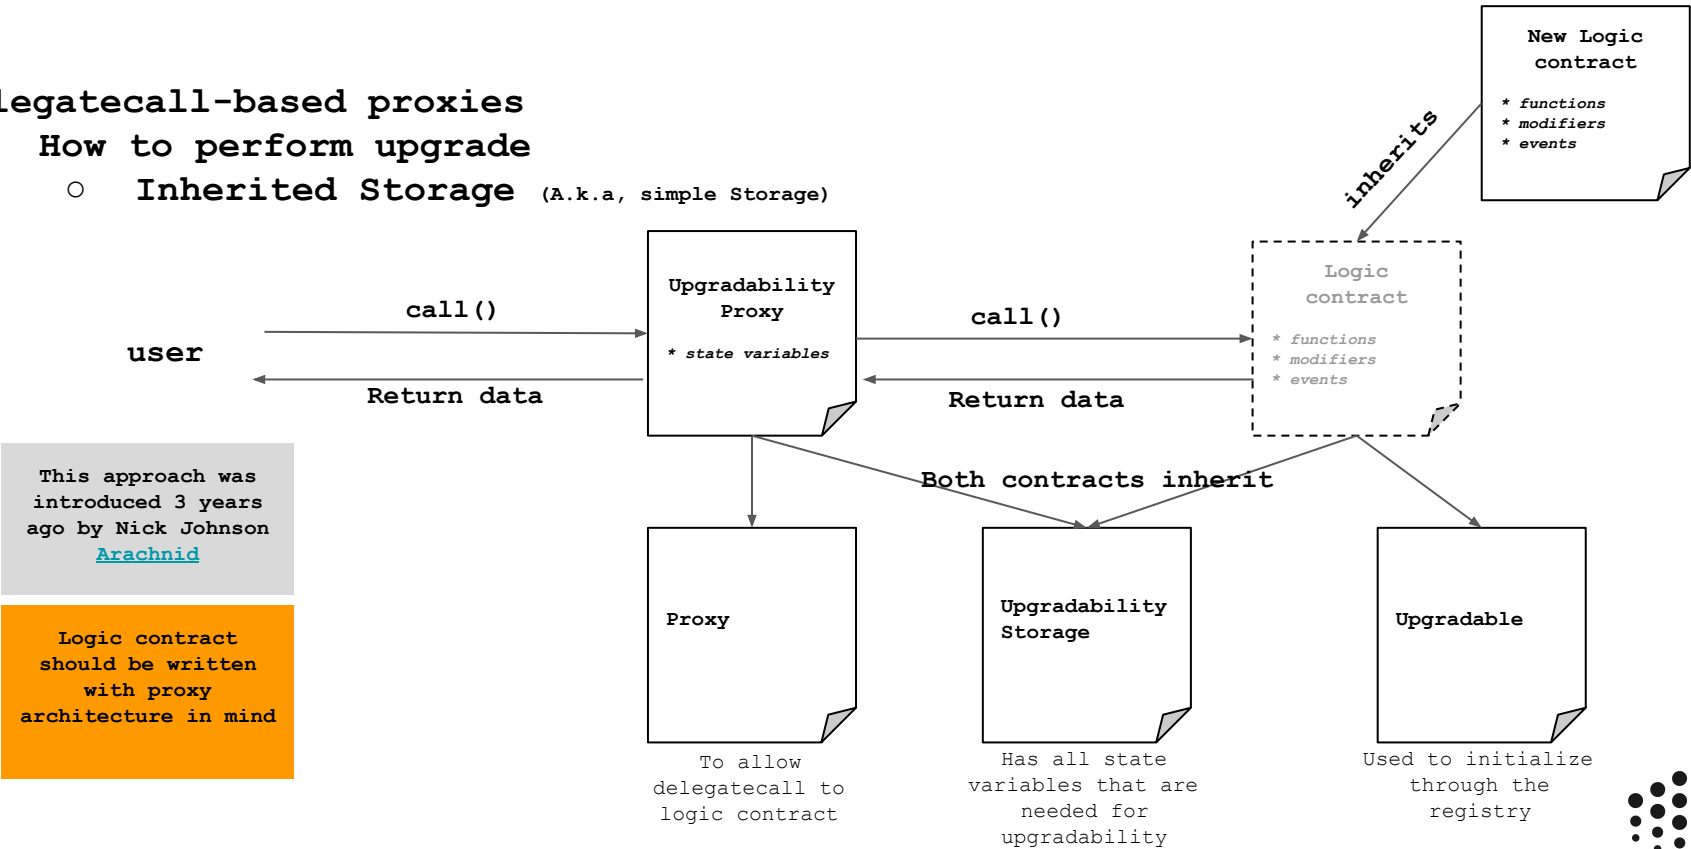 legatecall-based proxies
How to perform upgrade
○ Inherited Storage (A.k.a, simple Storage)
New Logic
contract
* functions
* modifiers
* events
inherits
Upgradability
Proxy
* state variables
Logic
contract
* functions
* modifiers
* events
user
call()
Return data
call()
Return data
Both contracts inherit
This approach was
introduced 3 years
ago by Nick Johnson
Arachnid
Logic contract
should be written
with proxy
architecture in mind
Proxy
To allow
delegatecall to
logic contract
Upgradability
Storage
Has all state
variables that are
needed for
upgradability
Upgradable
Used to initialize
through the
registry